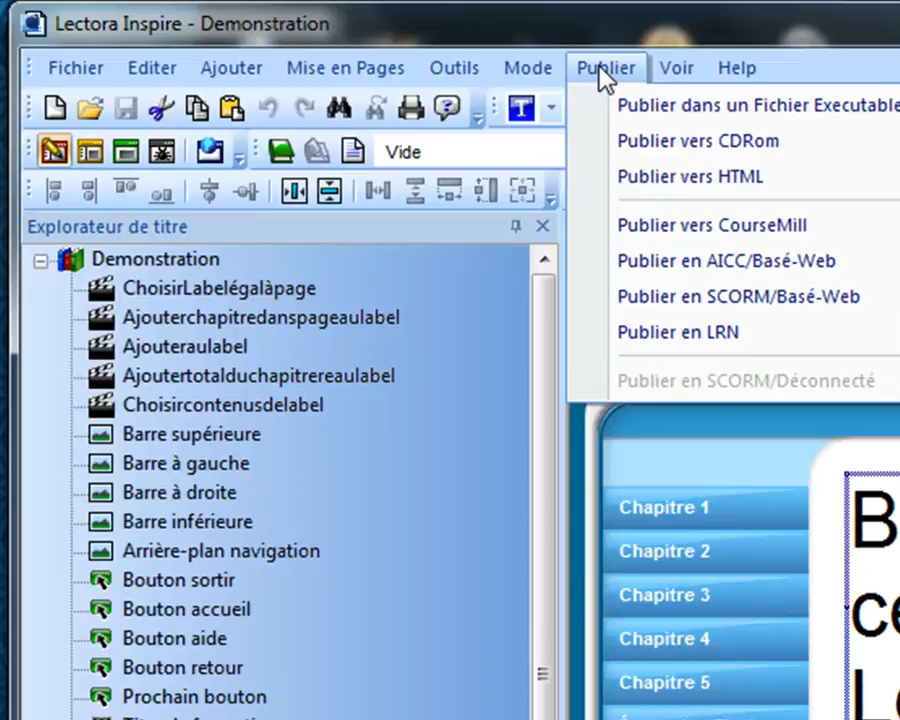 Lectora Inspire - Demonstration
Fichier Editer Ajouter Mise en Pages Outils Mode Publier Voir Help
Publier dans un Fichier Executable
Publier vers CDRom
Publier vers HTML
Publier vers CourseMill
Publier en AICC/Basé-Web
Publier en SCORM/Basé-Web
Publier en LRN
Publier en SCORM/Déconnecté
T
Vide
Explorateur de titre
Demonstration
ChoisirLabelégalàpage
Ajouterchapitredanspageaulabel
Ajouteraulabel
Ajoutertotalduchapitrereaulabel
Choisircontenusdelabel
Barre supérieure
Barre à gauche
Barre à droite
Barre inférieure
Arrière-plan navigation
Bouton sortir
Bouton accueil
Bouton aide
Bouton retour
Prochain bouton
Chapitre 1
Chapitre 2
Chapitre 3
Chapitre 4
Chapitre 5
B
ce